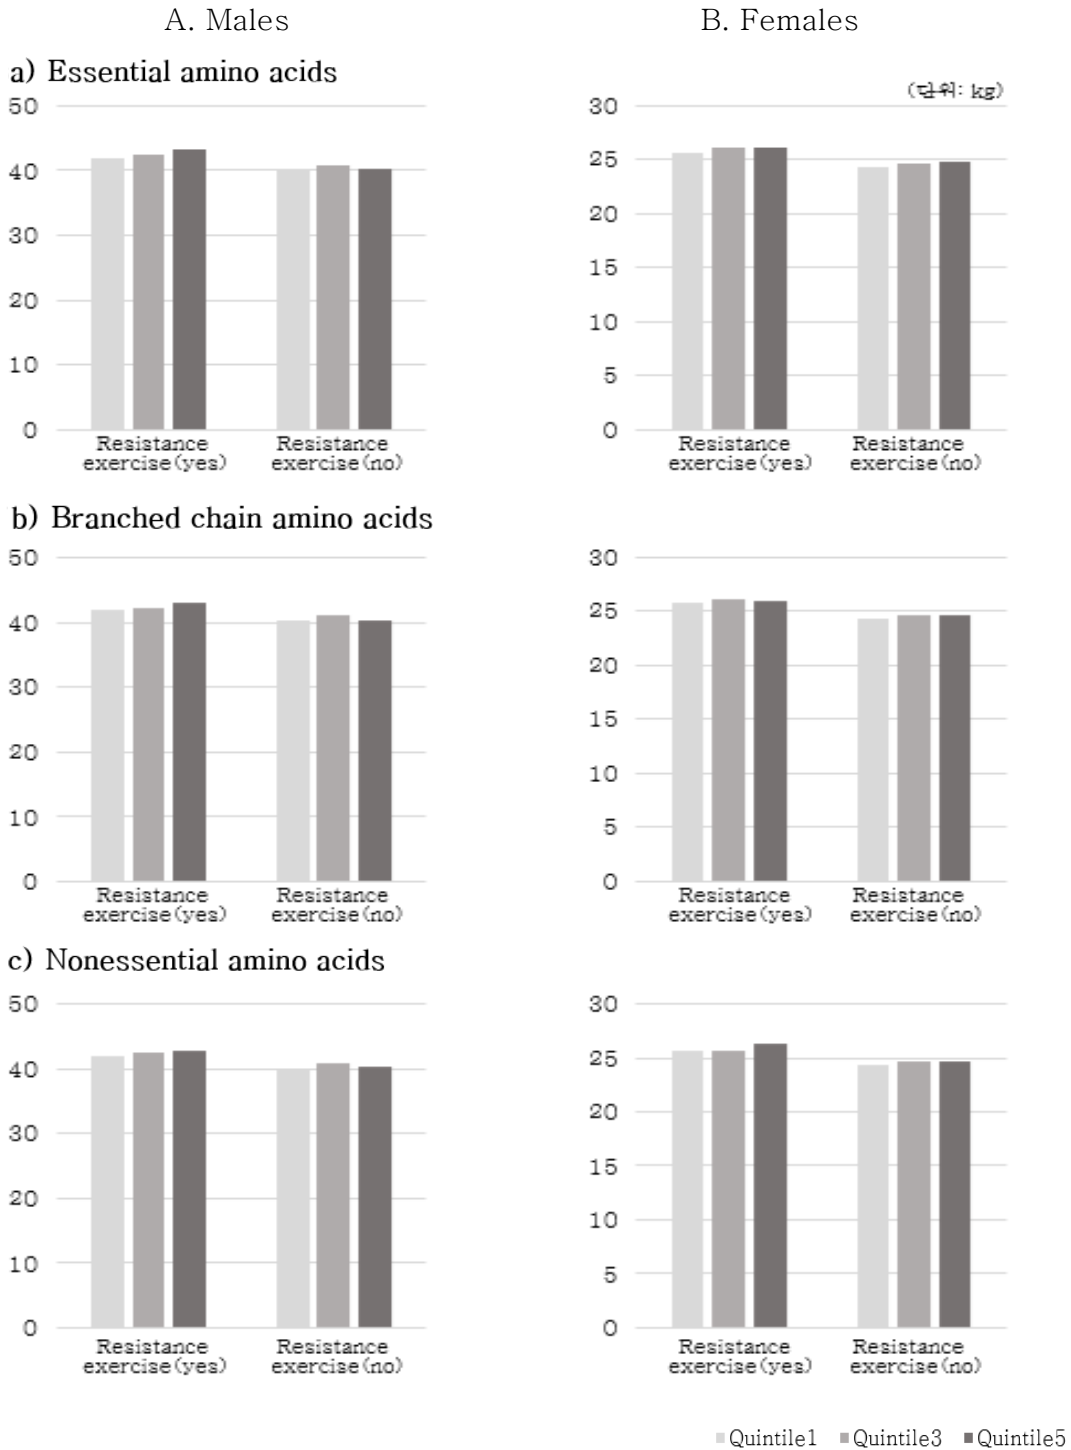 A. Males
B. Females
a) Essential amino acids
(단위: kg)
50
40
30
20
10
0
Resistance
exercise(yes)
Resistance
exercise(no)
30
25
20
15
10
5
0
Resistance
exercise(yes)
Resistance
exercise(no)
b) Branched chain amino acids
50
40
30
20
10
0
Resistance
exercise(yes)
Resistance
exercise(no)
30
25
20
15
10
5
0
Resistance
exercise(yes)
Resistance
exercise(no)
c) Nonessential amino acids
50
40
30
20
10
0
Resistance
exercise(yes)
Resistance
exercise(no)
30
25
20
15
10
5
0
Resistance
exercise(yes)
Resistance
exercise(no)
Quintile1 Quintile3 Quintile5